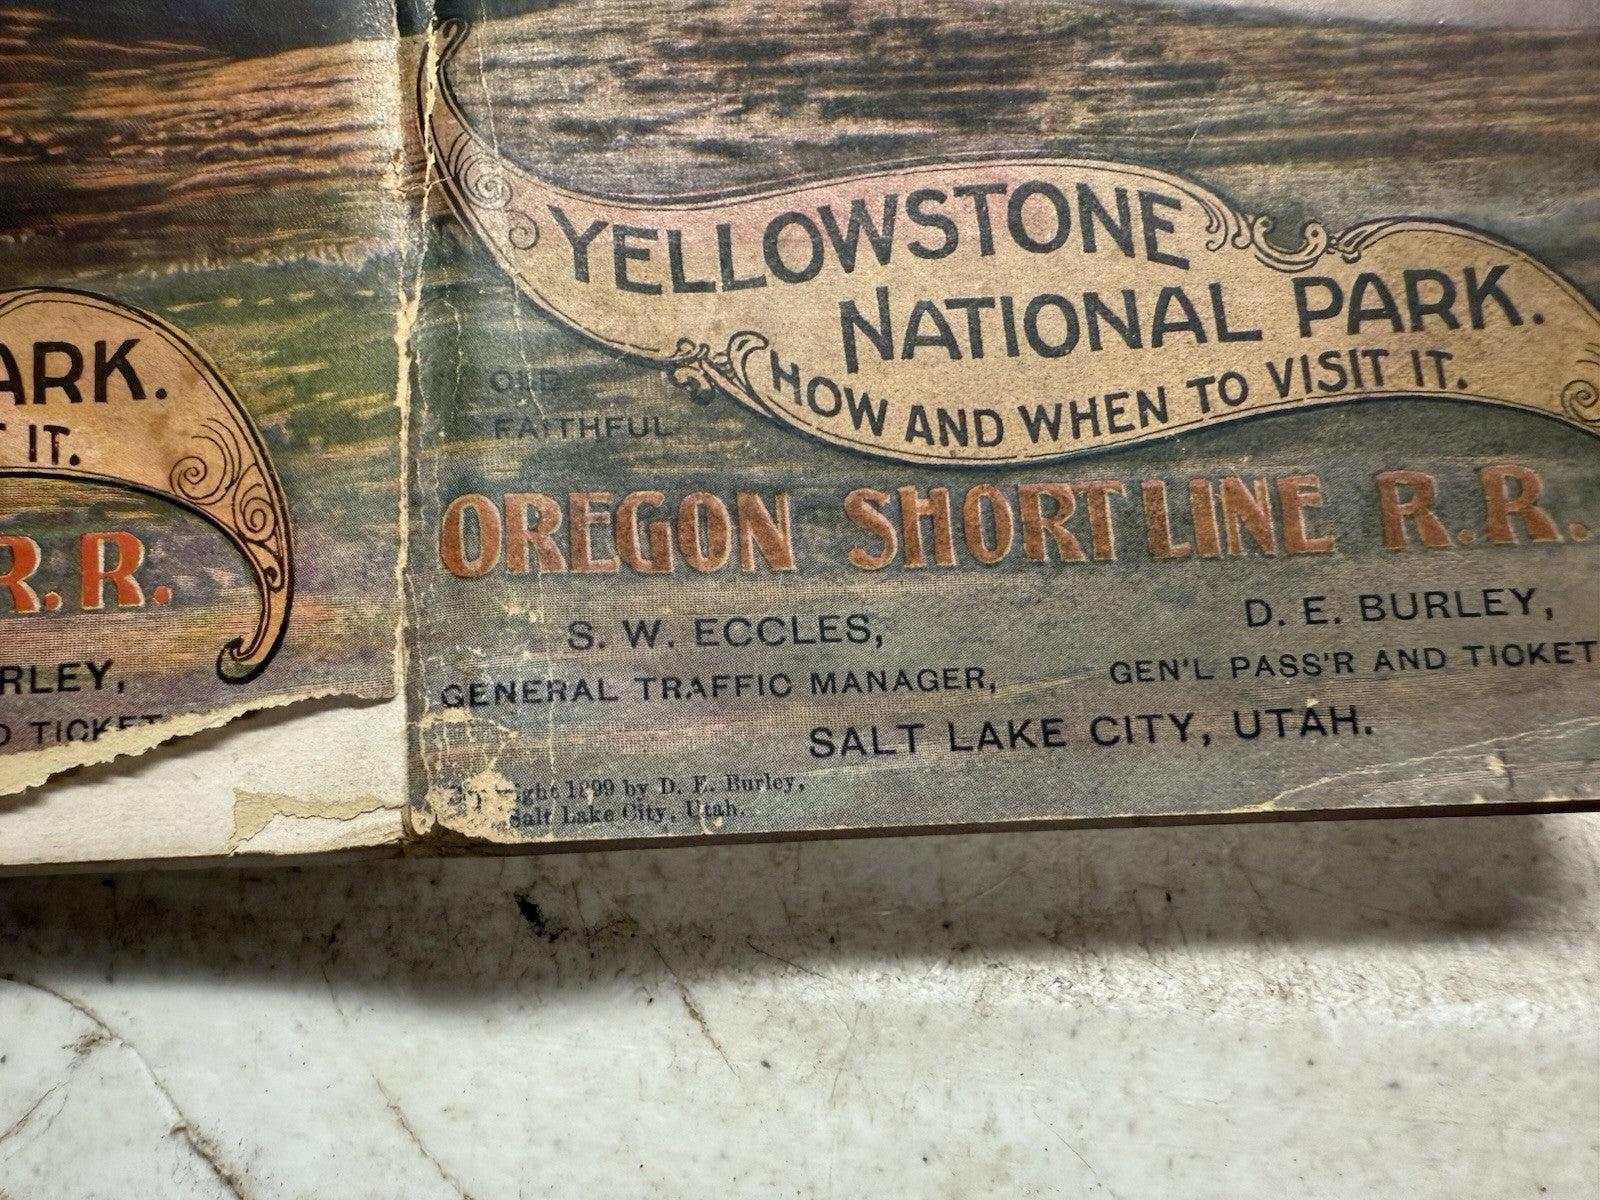 ARK.
T IT.
R.R.
RLEY,
D TICKET
YELLOWSTONE
NATIONAL PARK.
HOW AND WHEN TO VISIT IT.
OLD
FAITHFUL
OREGON SHORT LINE R.R.
S. W. ECCLES,
GENERAL TRAFFIC MANAGER,
D. E. BURLEY,
GEN'L PASS'R AND TICKET
SALT LAKE CITY, UTAH.
ight 1899 by D. E. Burley,
Salt Lake City, Utah.